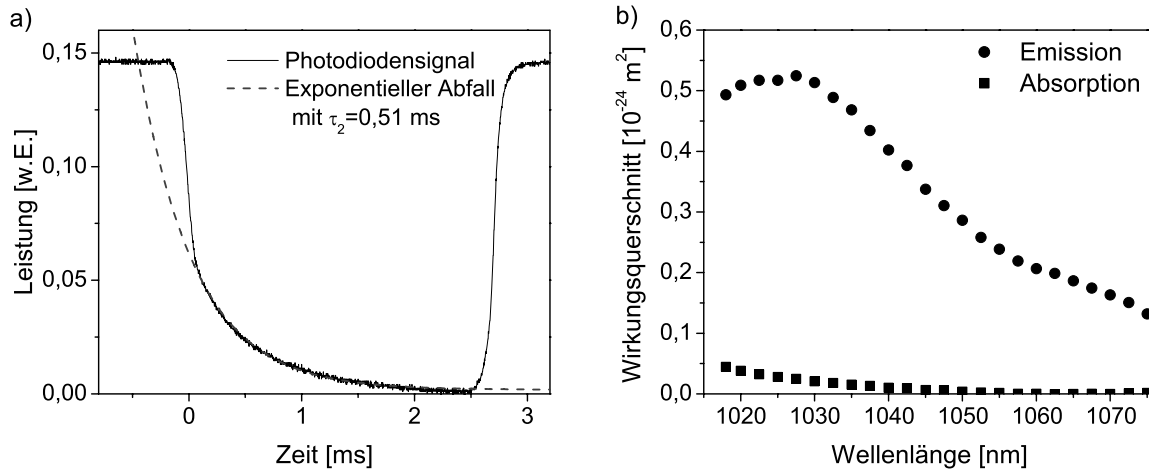 a)
Leistung [w.E.]
0,15
0,10
0,05
0,00
0
1
2
3
Zeit [ms]
Photodiodensignal
Exponentieller Abfall
mit τ₂=0,51 ms
b)
Wirkungsquerschnitt [10⁻²⁴ m²]
0,6
0,5
0,4
0,3
0,2
0,1
0,0
1020
1030
1040
1050
1060
1070
Wellenlänge [nm]
Emission
Absorption